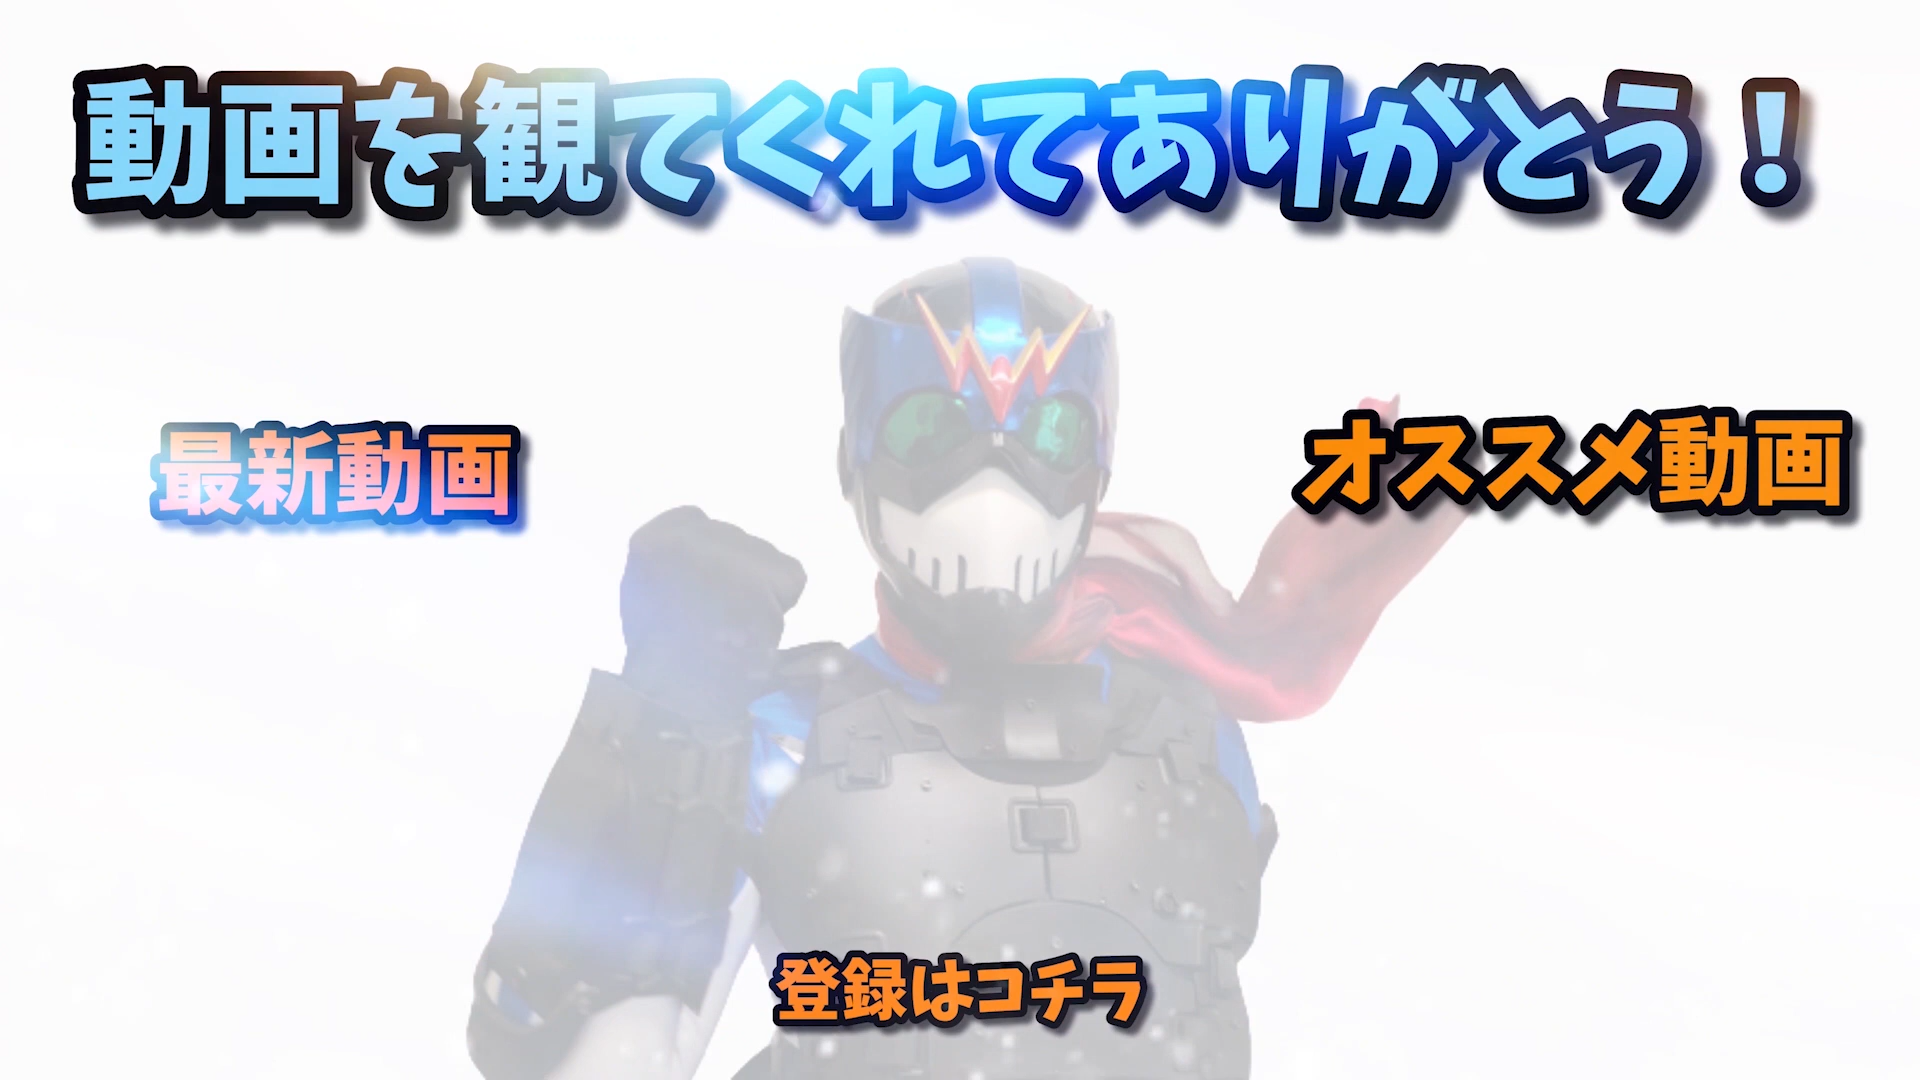 動画を観てくれてありがとう！
最新動画
オススメ動画
登録はコチラ